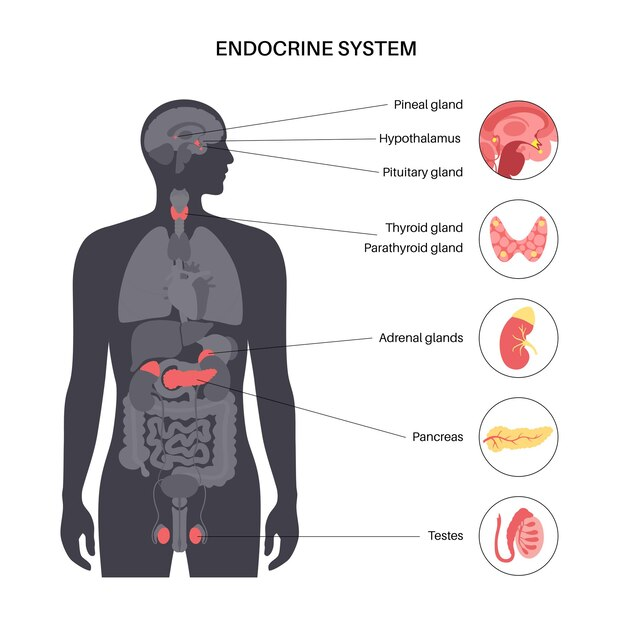 ENDOCRINE SYSTEM
Pineal gland
Hypothalamus
Pituitary gland
Thyroid gland
Parathyroid gland
Adrenal glands
Pancreas
Testes